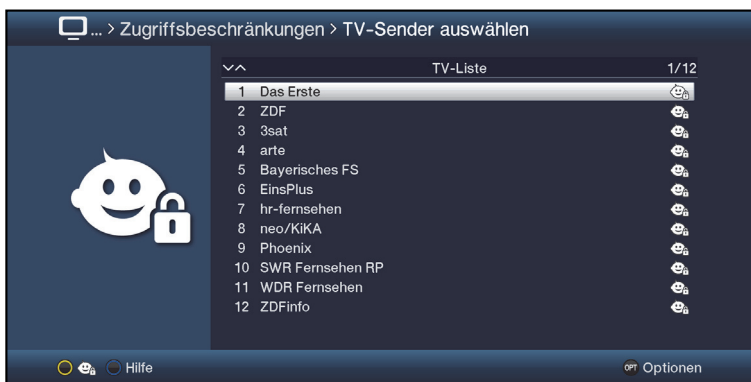 ... > Zugriffsbeschränkungen > TV-Sender auswählen
TV-Liste 1/12
1 Das Erste
2 ZDF
3 3sat
4 arte
5 Bayerisches FS
6 EinsPlus
7 hr-fernsehen
8 neo/KiKA
9 Phoenix
10 SWR Fernsehen RP
11 WDR Fernsehen
12 ZDFinfo
Hilfe OPT Optionen